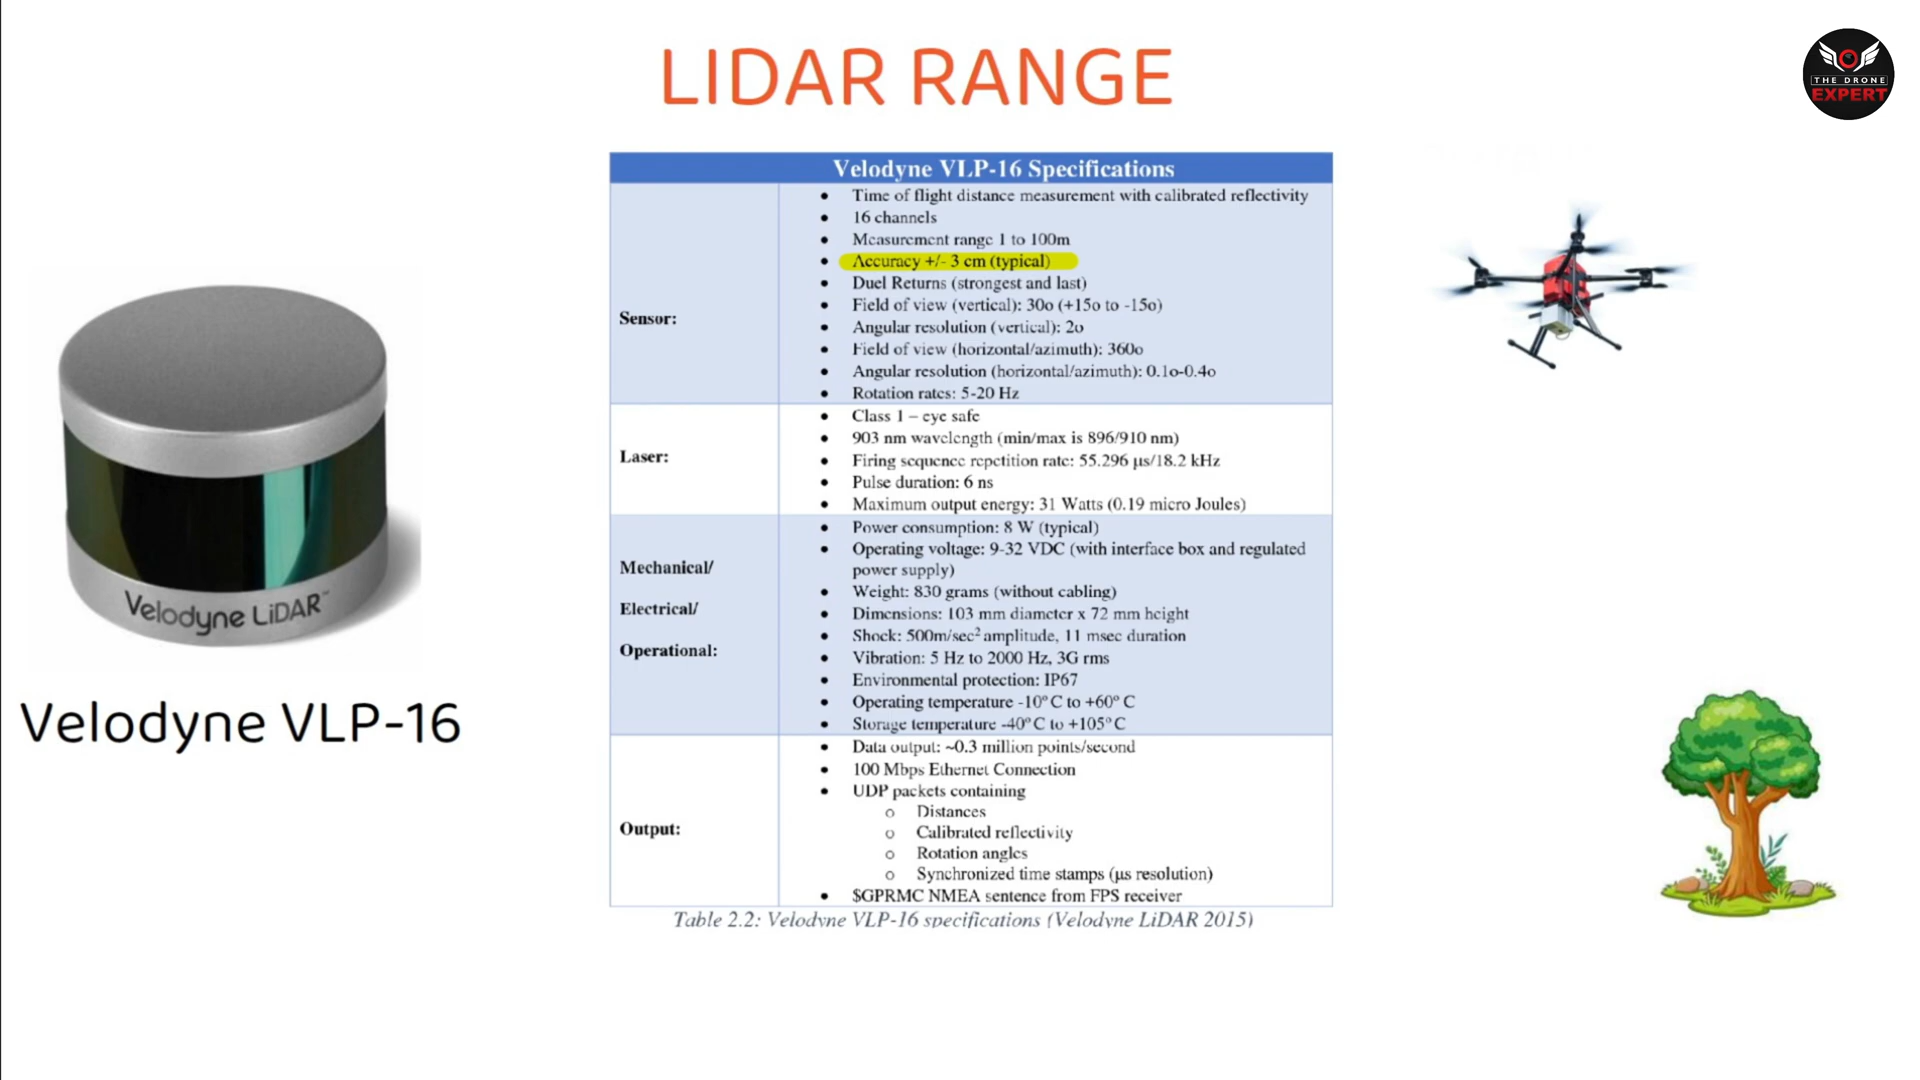 LIDAR RANGE
THE DRONE
EXPERT
Velodyne VLP-16 Specifications
Sensor:
• Time of flight distance measurement with calibrated reflectivity
• 16 channels
• Measurement range 1 to 100m
• Accuracy +/- 3 cm (typical)
• Duel Returns (strongest and last)
• Field of view (vertical): 30o (+15o to -15o)
• Angular resolution (vertical): 2o
• Field of view (horizontal/azimuth): 360o
• Angular resolution (horizontal/azimuth): 0.1o-0.4o
• Rotation rates: 5-20 Hz
Laser:
• Class 1 – eye safe
• 903 nm wavelength (min/max is 896/910 nm)
• Firing sequence repetition rate: 55.296 μs/18.2 kHz
• Pulse duration: 6 ns
• Maximum output energy: 31 Watts (0.19 micro Joules)
Mechanical/
Electrical/
Operational:
• Power consumption: 8 W (typical)
• Operating voltage: 9-32 VDC (with interface box and regulated
power supply)
• Weight: 830 grams (without cabling)
• Dimensions: 103 mm diameter x 72 mm height
• Shock: 500m/sec² amplitude, 11 msec duration
• Vibration: 5 Hz to 2000 Hz, 3G rms
• Environmental protection: IP67
• Operating temperature -10° C to +60° C
• Storage temperature -40° C to +105° C
Output:
• Data output: ~0.3 million points/second
• 100 Mbps Ethernet Connection
• UDP packets containing
o Distances
o Calibrated reflectivity
o Rotation angles
o Synchronized time stamps (μs resolution)
• $GPRMC NMEA sentence from FPS receiver
Table 2.2: Velodyne VLP-16 specifications (Velodyne LiDAR 2015)
Velodyne LiDAR™
Velodyne VLP-16